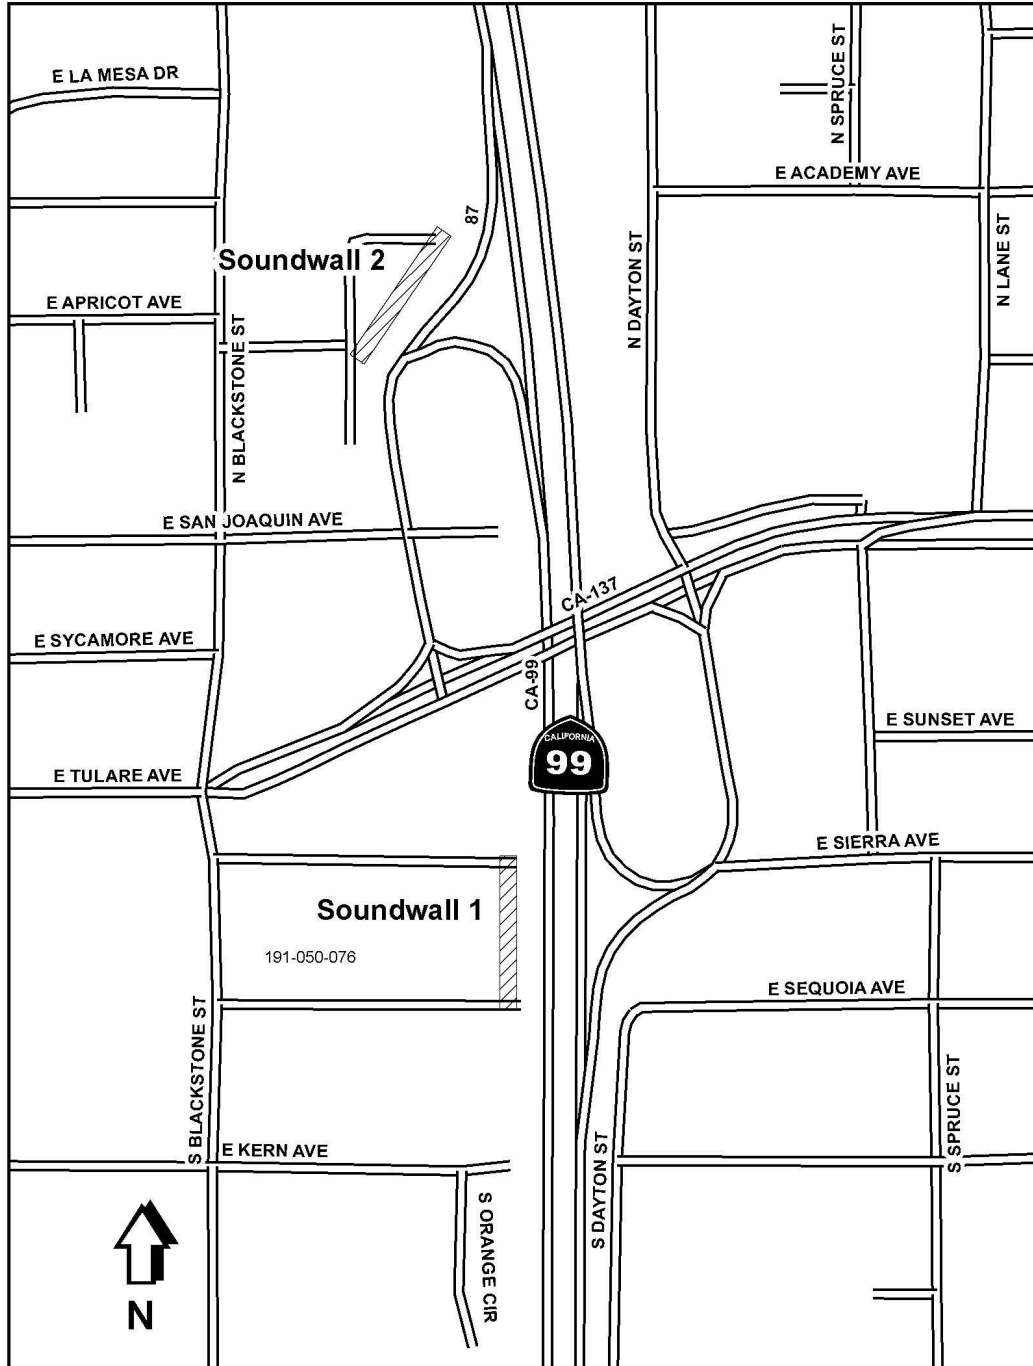 E LA MESA DR
N SPRUCE ST
E ACADEMY AVE
87
N DAYTON ST
N LANE ST
Soundwall 2
E APRICOT AVE
N BLACKSTONE ST
E SAN JOAQUIN AVE
CA-137
E SYCAMORE AVE
CA-99
E SUNSET AVE
CALIFORNIA
99
E TULARE AVE
E SIERRA AVE
Soundwall 1
191-050-076
E SEQUOIA AVE
S BLACKSTONE ST
S SPRUCE ST
E KERN AVE
S DAYTON ST
S ORANGE CIR
N